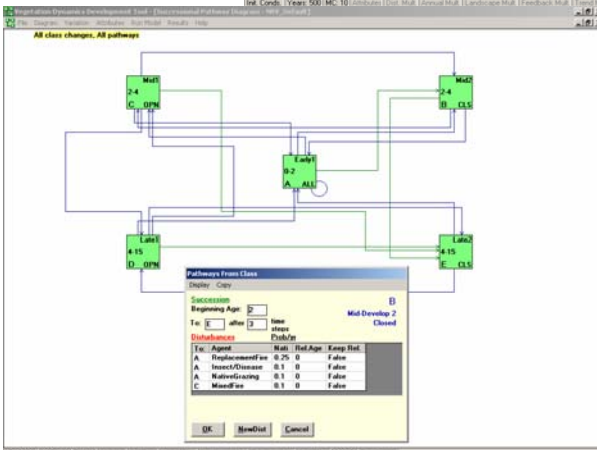 Init. Conds. | Years: 500 | MC: 10 | Attributes | Dist. Mult | Annual Mult | Landscape Mult | Feedback Mult | Trend M
Vegetation Dynamics Development Tool - [Successional Pathway Diagram - NFR_Default]
File Diagram Variation Attributes Run Model Results Help
All class changes, All pathways
Mid1
2-4
C OPN
Mid2
2-4
B CLS
Early1
0-2
A ALL
Late1
4-15
D OPN
Late2
4-15
E CLS
Pathways From Class
Display Copy
Succession
Beginning Age: 2
B
Mid-Develop 2
Closed
To: E after 3 time steps
Disturbances Prob/yr
To: Agent Nati Rel.Age Keep Rel.
A ReplacementFire 0.25 0 False
A Insect/Disease 0.1 0 False
A NativeGrazing 0.1 0 False
C MixedFire 0.1 0 False
OK NewDist Cancel